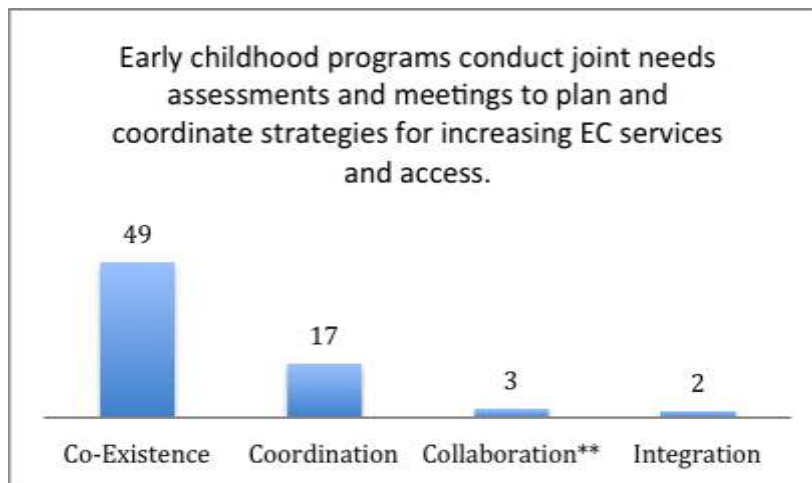 Early childhood programs conduct joint needs
assessments and meetings to plan and
coordinate strategies for increasing EC services
and access.
49
17
3
2
Co-Existence Coordination Collaboration** Integration